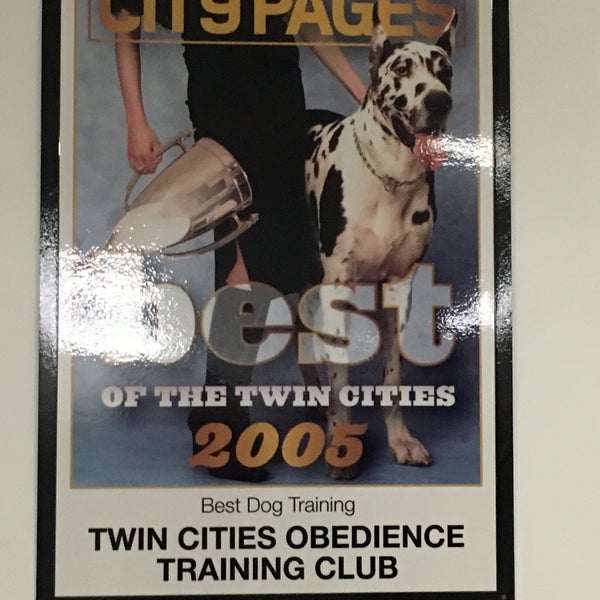 CITY PAGES
best
OF THE TWIN CITIES
2005
Best Dog Training
TWIN CITIES OBEDIENCE
TRAINING CLUB